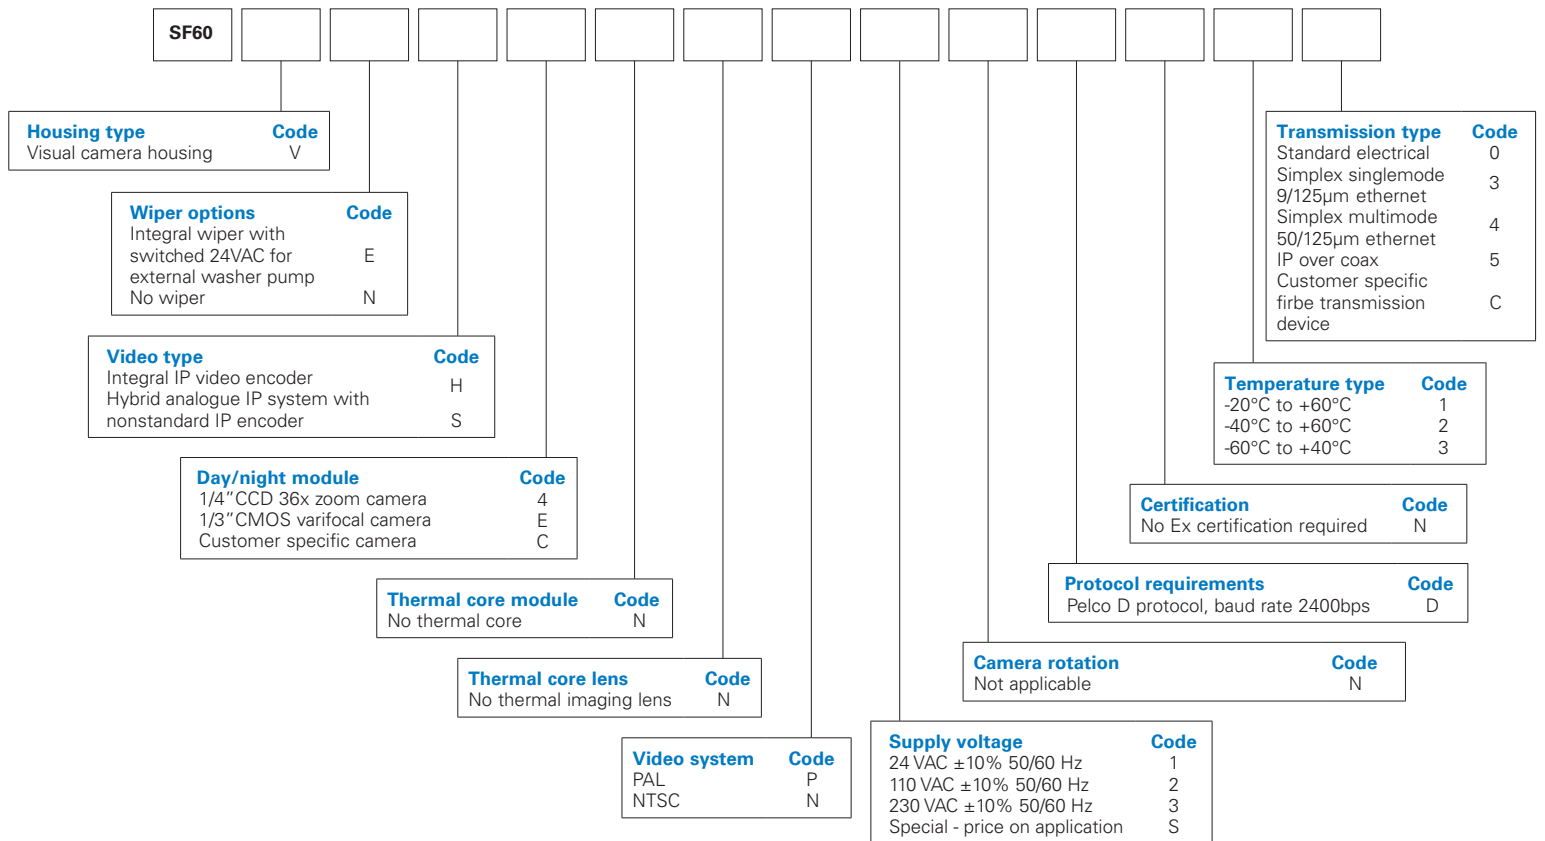 SF60
Housing type Code
Visual camera housing V
Wiper options Code
Integral wiper with
switched 24VAC for E
external washer pump
No wiper N
Video type Code
Integral IP video encoder H
Hybrid analogue IP system with
nonstandard IP encoder S
Day/night module Code
1/4”CCD 36x zoom camera 4
1/3”CMOS varifocal camera E
Customer specific camera C
Thermal core module Code
No thermal core N
Thermal core lens Code
No thermal imaging lens N
Video system Code
PAL P
NTSC N
Supply voltage Code
24 VAC ±10% 50/60 Hz 1
110 VAC ±10% 50/60 Hz 2
230 VAC ±10% 50/60 Hz 3
Special - price on application S
Camera rotation Code
Not applicable N
Protocol requirements Code
Pelco D protocol, baud rate 2400bps D
Certification Code
No Ex certification required N
Temperature type Code
-20°C to +60°C 1
-40°C to +60°C 2
-60°C to +40°C 3
Transmission type Code
Standard electrical 0
Simplex singlemode 3
9/125µm ethernet
Simplex multimode 4
50/125µm ethernet
IP over coax 5
Customer specific
firbe transmission C
device